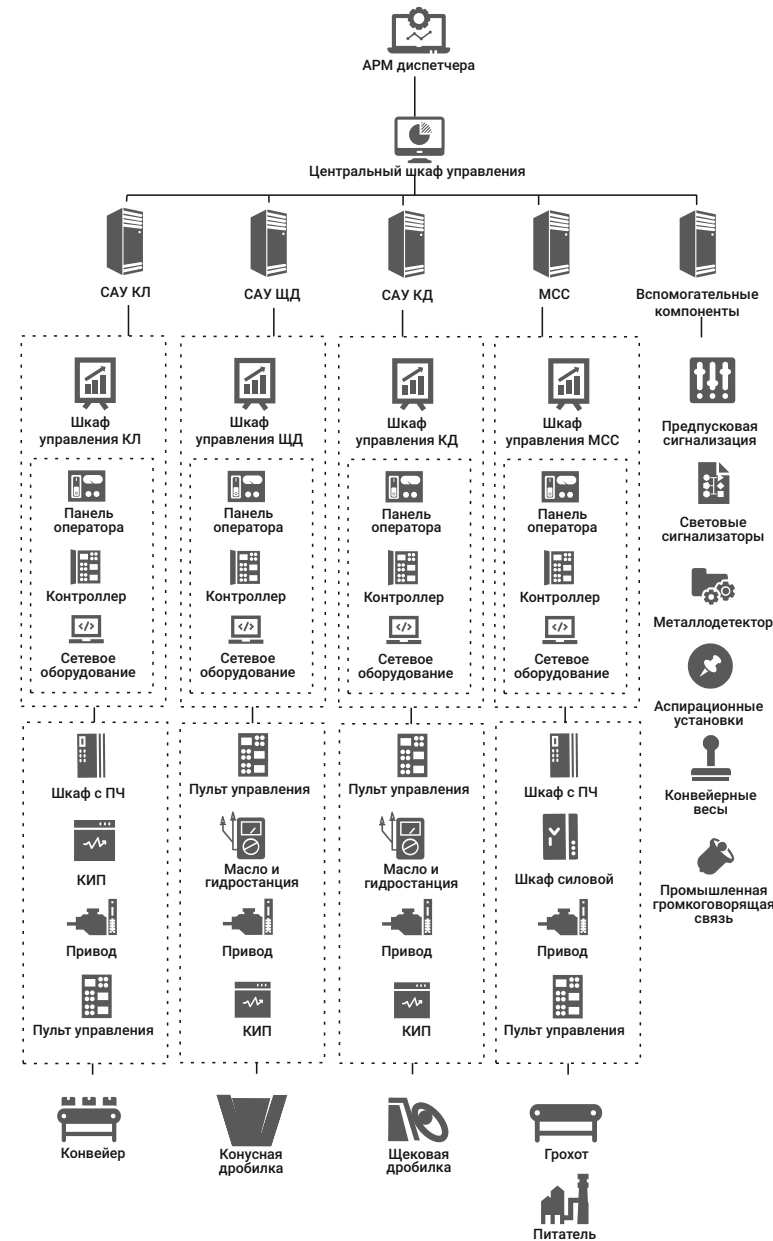 АРМ диспетчера
Центральный шкаф управления
САУ КЛ
САУ ЩД
САУ КД
МСС
Вспомогательные
компоненты
Шкаф
управления КЛ
Панель
оператора
Контроллер
Сетевое
оборудование
Шкаф с ПЧ
КИП
Привод
Пульт управления
Конвейер
Шкаф
управления ЩД
Панель
оператора
Контроллер
Сетевое
оборудование
Пульт управления
Масло и
гидростанция
Привод
КИП
Конусная
дробилка
Шкаф
управления КД
Панель
оператора
Контроллер
Сетевое
оборудование
Пульт управления
Масло и
гидростанция
Привод
КИП
Щековая
дробилка
Шкаф
управления МСС
Панель
оператора
Контроллер
Сетевое
оборудование
Шкаф с ПЧ
Шкаф силовой
Привод
Пульт управления
Грохот
Питатель
Предпусковая
сигнализация
Световые
сигнализаторы
Металлодетектор
Аспирационные
установки
Конвейерные
весы
Промышленная
громкоговорящая
связь